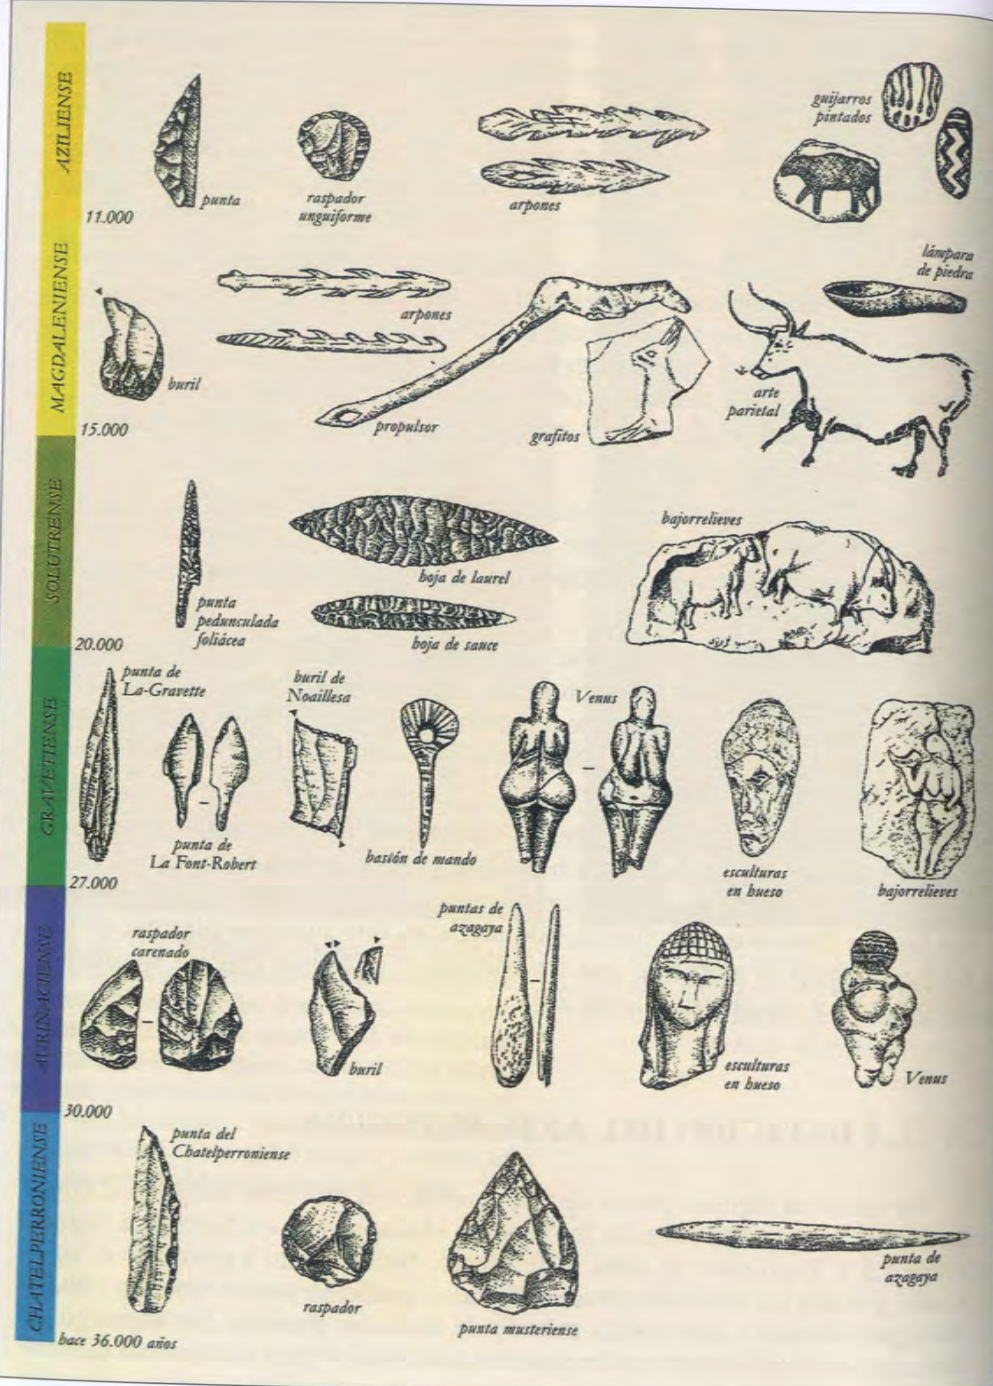 AZILIENSE
punta
raspador
unguiforme
arpones
guijarros
pintados
11.000
MAGDALENIENSE
buril
arpones
propulsor
grafitos
arte
parietal
lámpara
de piedra
15.000
SOLUTRENSE
punta
pedunculada
foliácea
hoja de laurel
hoja de sauce
bajorrelieves
20.000
GRAVETIENSE
punta de
La-Gravette
punta de
La Font-Robert
buril de
Noaillesa
bastón de mando
Venus
esculturas
en hueso
bajorrelieves
27.000
AURIÑACIENSE
raspador
carenado
buril
puntas de
azagaya
esculturas
en hueso
Venus
30.000
CHATELPERRONIENSE
punta del
Chatelperroniense
raspador
punta musteriense
punta de
azagaya
hace 36.000 años